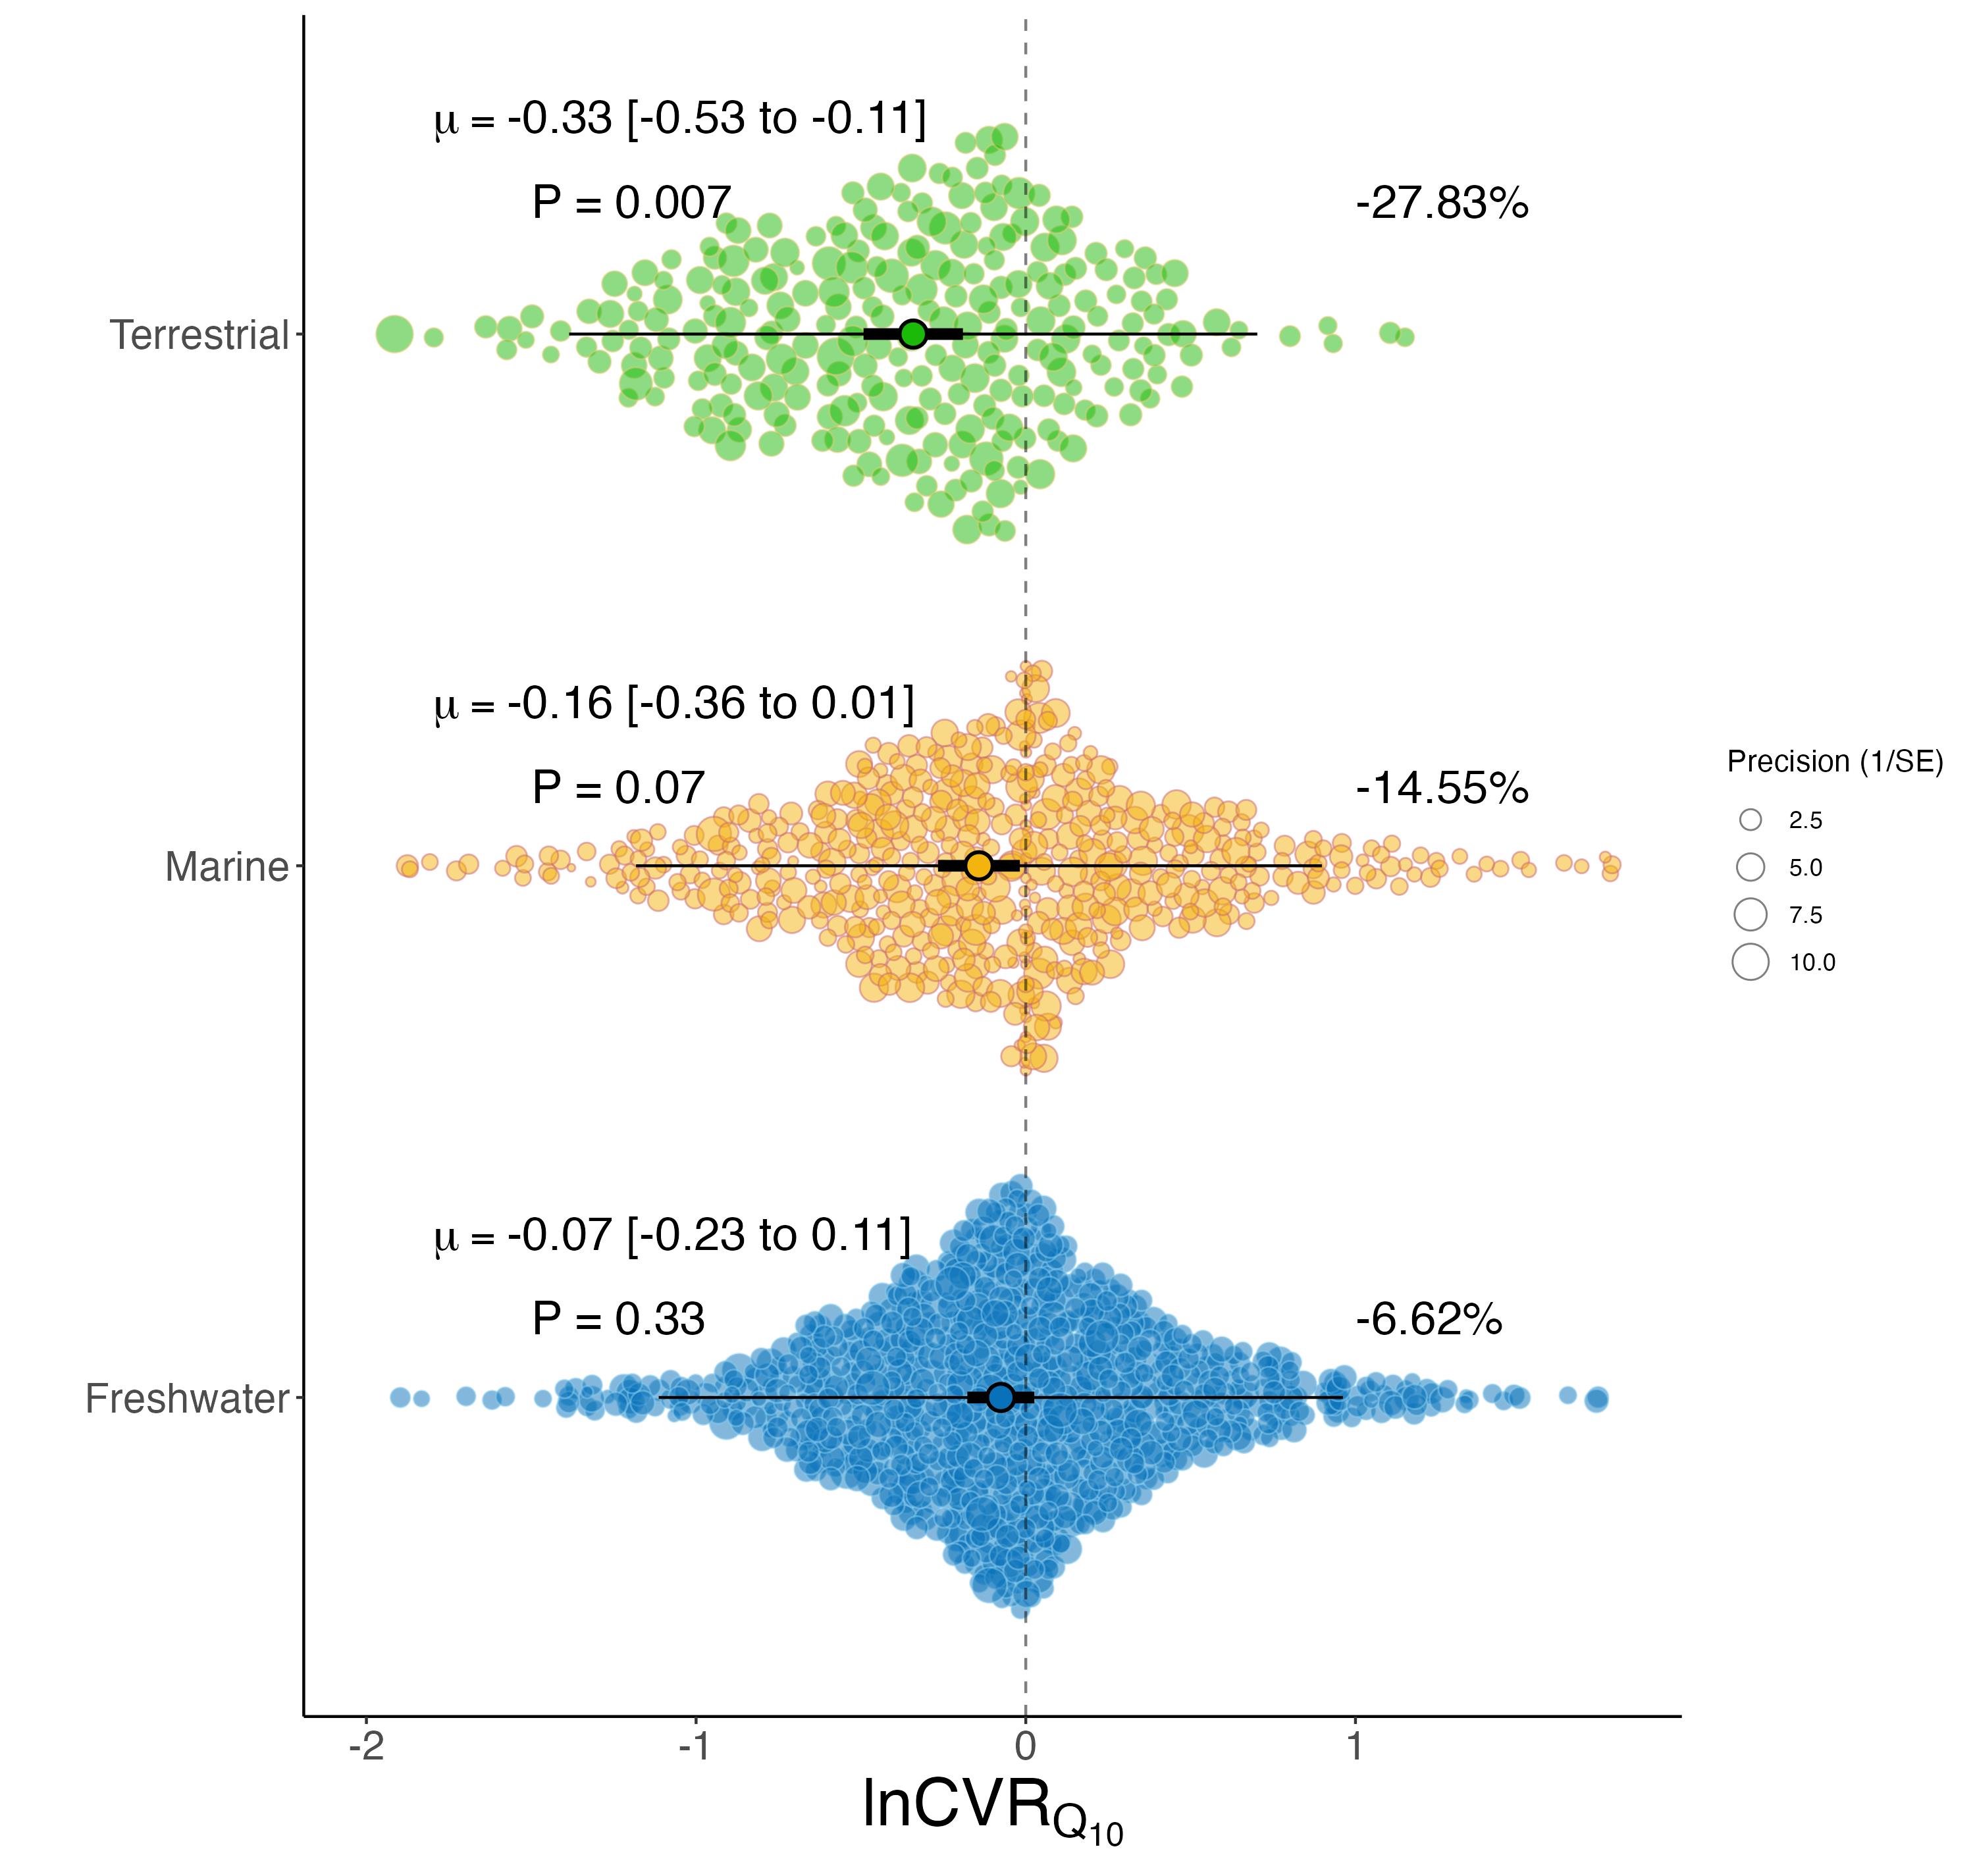 μ = -0.33 [-0.53 to -0.11]
P = 0.007
-27.83%
Terrestrial
μ = -0.16 [-0.36 to 0.01]
P = 0.07
-14.55%
Marine
μ = -0.07 [-0.23 to 0.11]
P = 0.33
-6.62%
Freshwater
-2 -1 0 1
lnCVR_Q₁₀
Precision (1/SE)
2.5
5.0
7.5
10.0